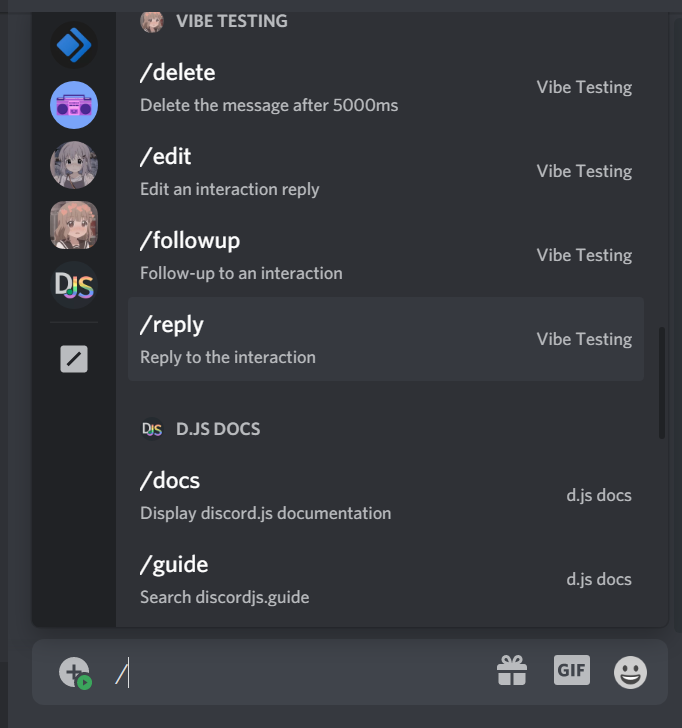 VIBE TESTING
/delete
Delete the message after 5000ms
Vibe Testing
/edit
Edit an interaction reply
Vibe Testing
/followup
Follow-up to an interaction
Vibe Testing
/reply
Reply to the interaction
Vibe Testing
DJS
DJS
D.JS DOCS
/docs
Display discord.js documentation
d.js docs
/guide
Search discordjs.guide
d.js docs
/
GIF